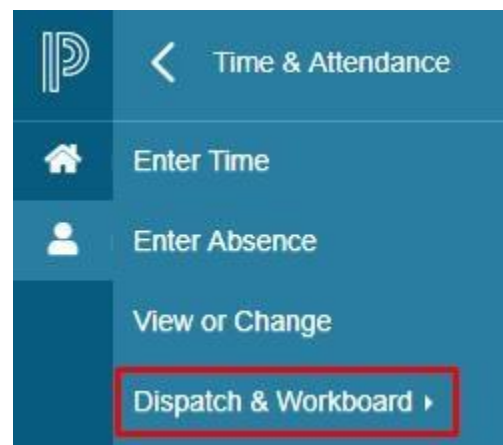 Time & Attendance
Enter Time
Enter Absence
View or Change
Dispatch & Workboard